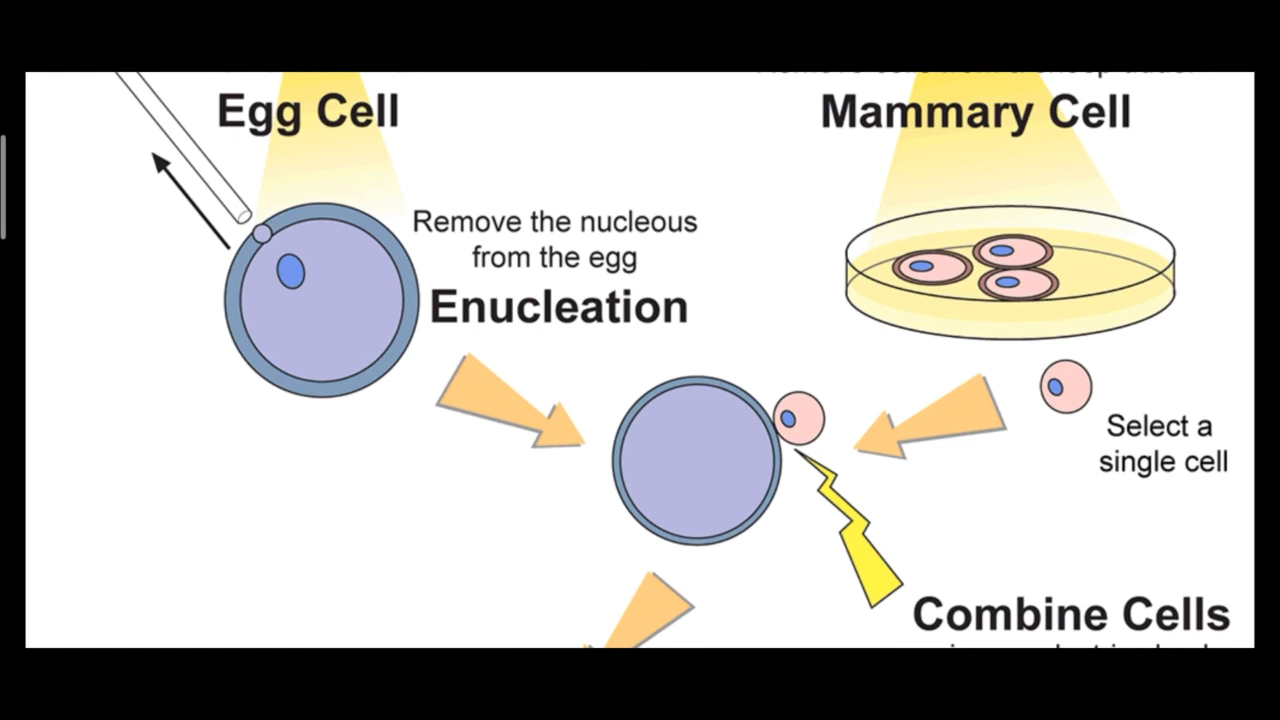 Egg Cell
Mammary Cell
Remove the nucleous
from the egg
Enucleation
Select a
single cell
Combine Cells